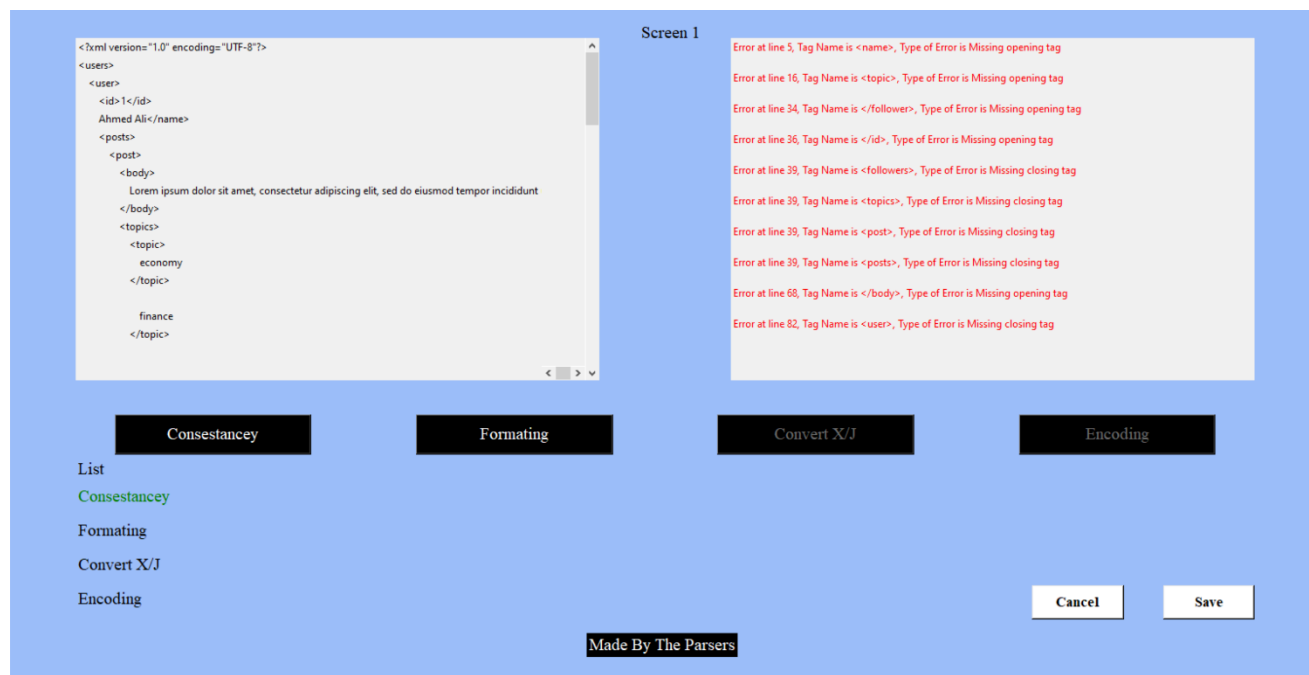 Screen 1
<?xml version="1.0" encoding="UTF-8"?>
<users>
<user>
<id>1</id>
Ahmed Ali</name>
<posts>
<post>
<body>
Lorem ipsum dolor sit amet, consectetur adipiscing elit, sed do eiusmod tempor incididunt
</body>
<topics>
<topic>
economy
</topic>
finance
</topic>
Error at line 5, Tag Name is <name>, Type of Error is Missing opening tag
Error at line 16, Tag Name is <topic>, Type of Error is Missing opening tag
Error at line 34, Tag Name is </follower>, Type of Error is Missing opening tag
Error at line 36, Tag Name is </id>, Type of Error is Missing opening tag
Error at line 39, Tag Name is <followers>, Type of Error is Missing closing tag
Error at line 39, Tag Name is <topics>, Type of Error is Missing closing tag
Error at line 39, Tag Name is <post>, Type of Error is Missing closing tag
Error at line 39, Tag Name is <posts>, Type of Error is Missing closing tag
Error at line 68, Tag Name is </body>, Type of Error is Missing opening tag
Error at line 82, Tag Name is <user>, Type of Error is Missing closing tag
Consestancey
Formating
Convert X/J
Encoding
List
Consestancey
Formating
Convert X/J
Encoding
Cancel
Save
Made By The Parsers